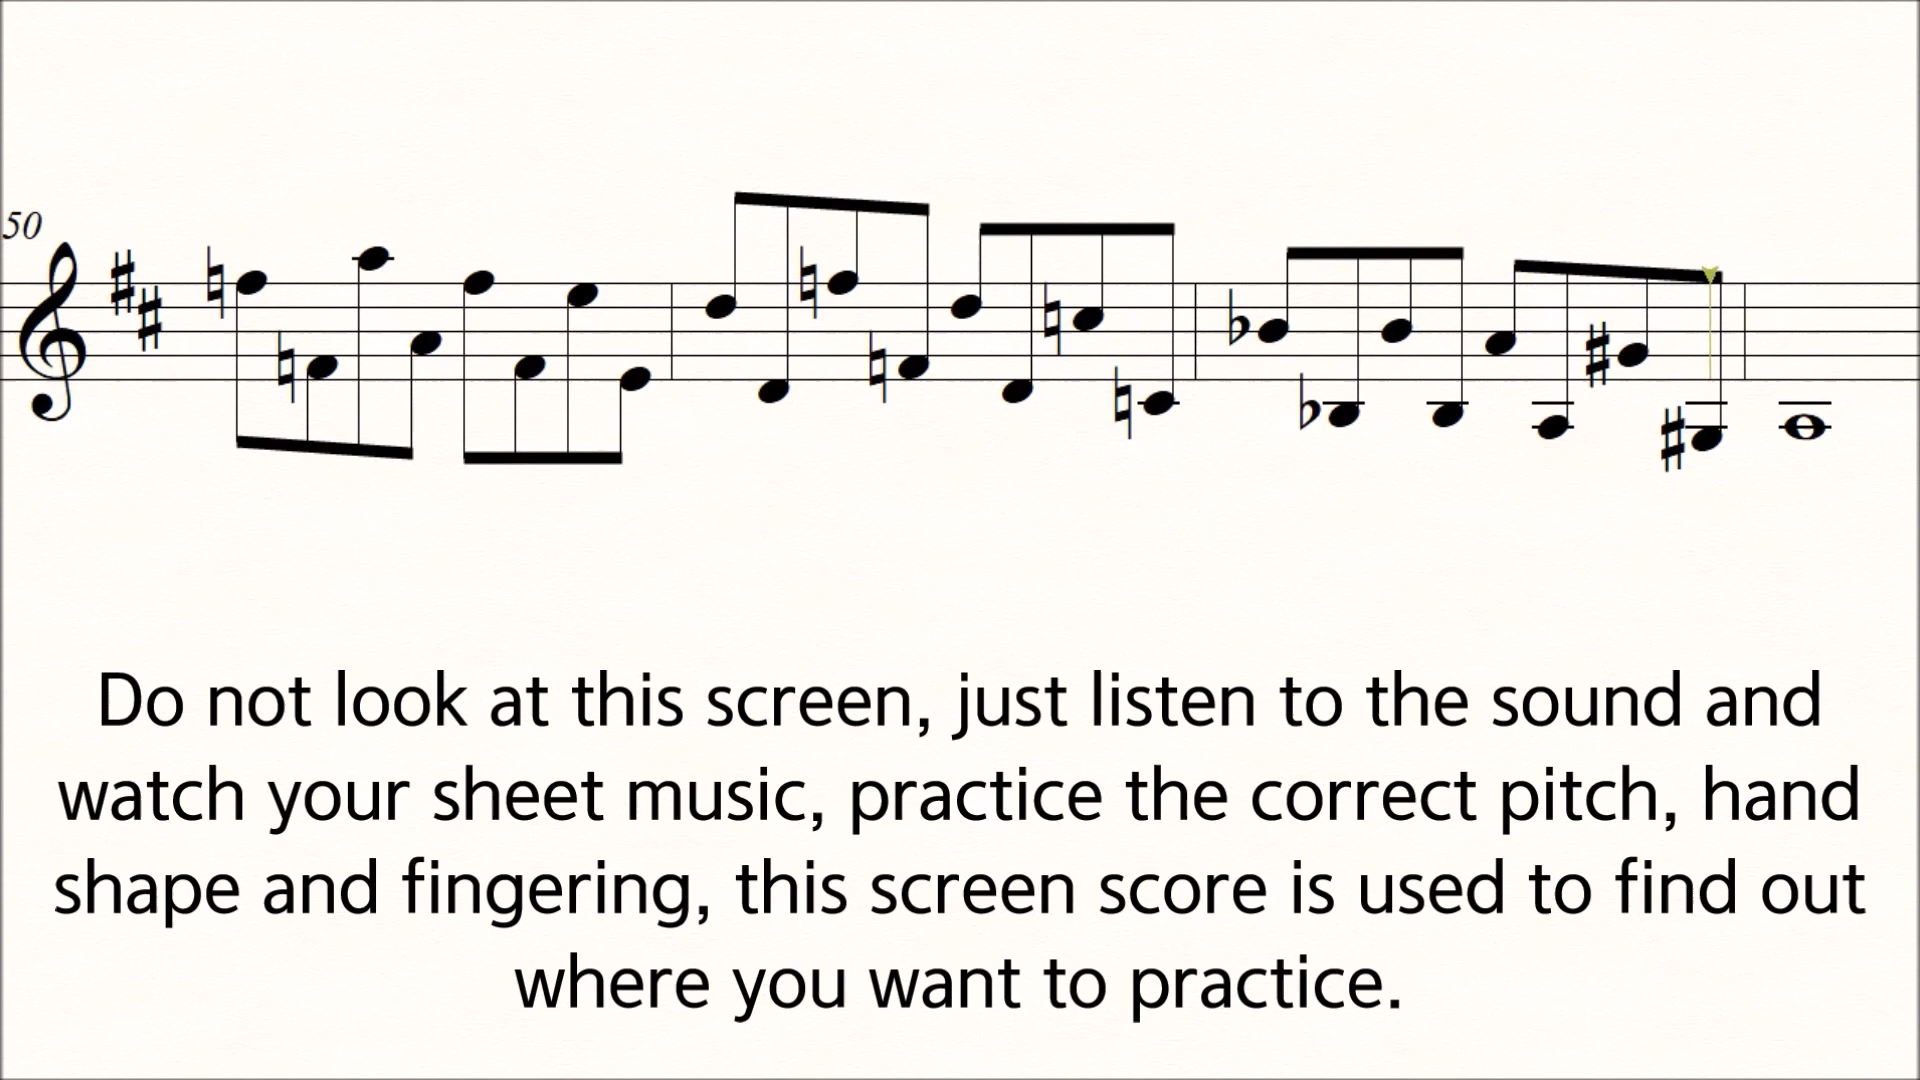 50
Do not look at this screen, just listen to the sound and
watch your sheet music, practice the correct pitch, hand
shape and fingering, this screen score is used to find out
where you want to practice.